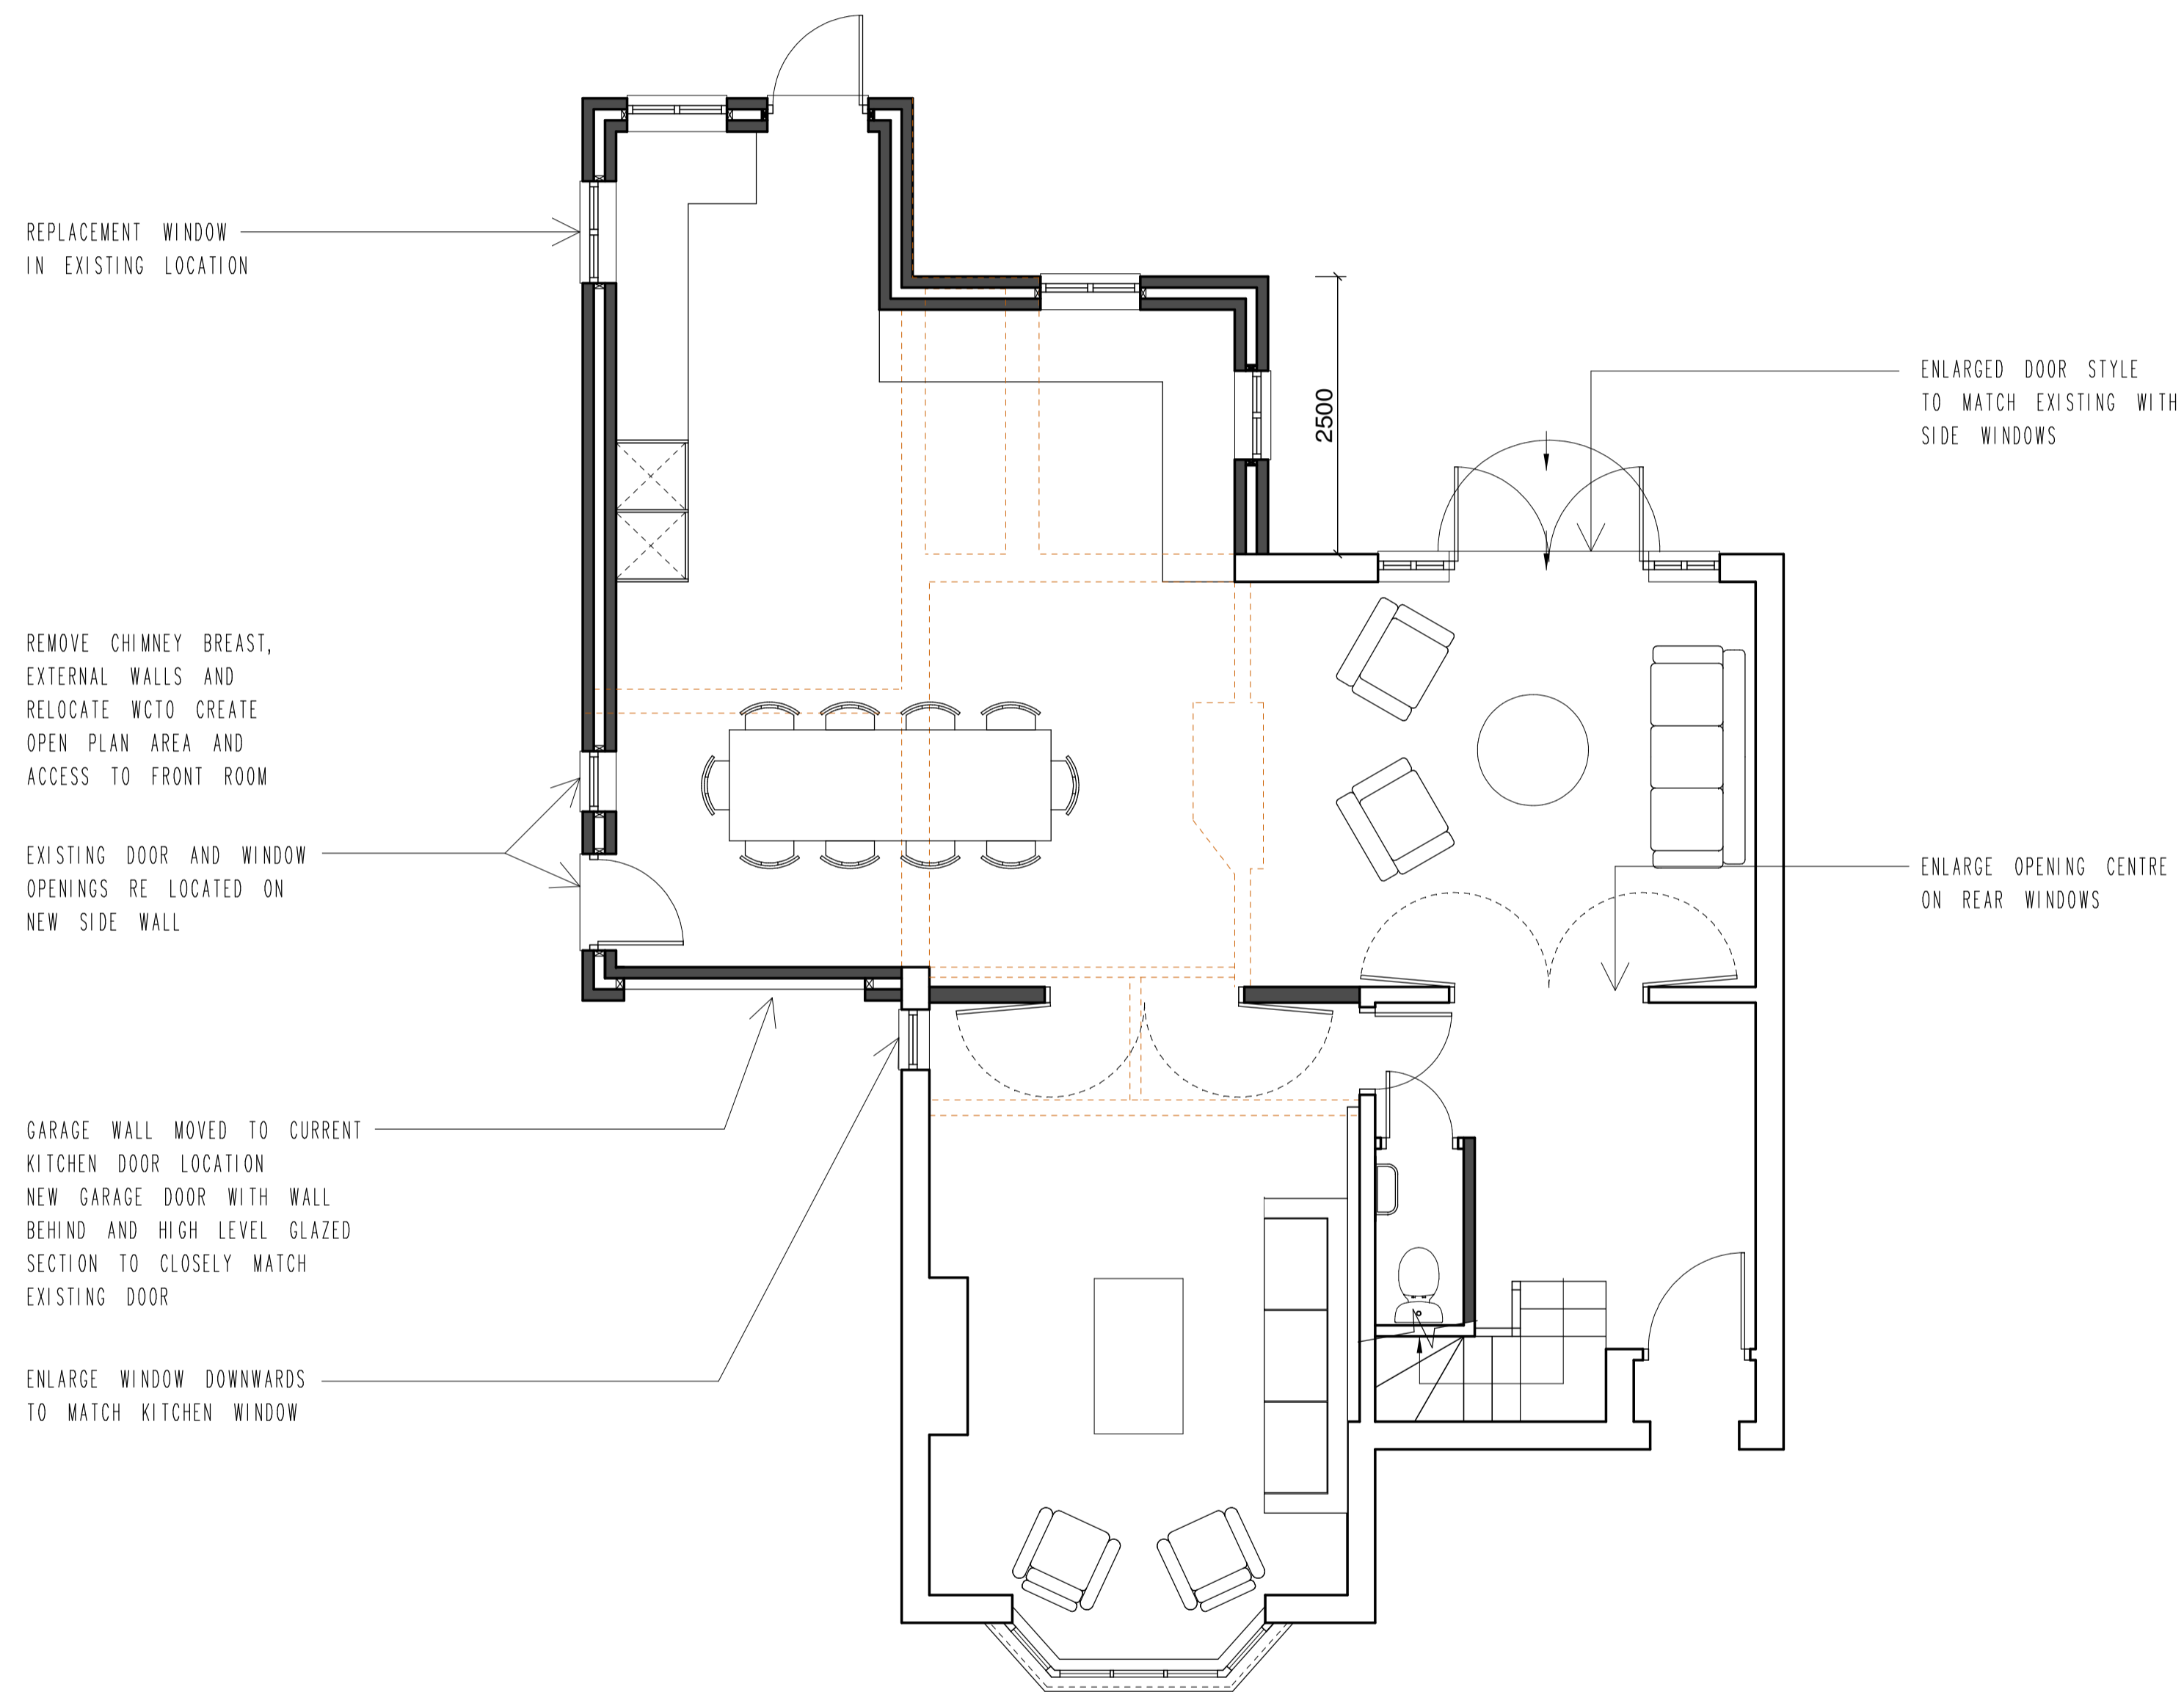 REPLACEMENT WINDOW
IN EXISTING LOCATION
REMOVE CHIMNEY BREAST,
EXTERNAL WALLS AND
RELOCATE WCTO CREATE
OPEN PLAN AREA AND
ACCESS TO FRONT ROOM
EXISTING DOOR AND WINDOW
OPENINGS RE LOCATED ON
NEW SIDE WALL
GARAGE WALL MOVED TO CURRENT
KITCHEN DOOR LOCATION
NEW GARAGE DOOR WITH WALL
BEHIND AND HIGH LEVEL GLAZED
SECTION TO CLOSELY MATCH
EXISTING DOOR
ENLARGE WINDOW DOWNWARDS
TO MATCH KITCHEN WINDOW
2500
ENLARGED DOOR STYLE
TO MATCH EXISTING WITH
SIDE WINDOWS
ENLARGE OPENING CENTRE
ON REAR WINDOWS